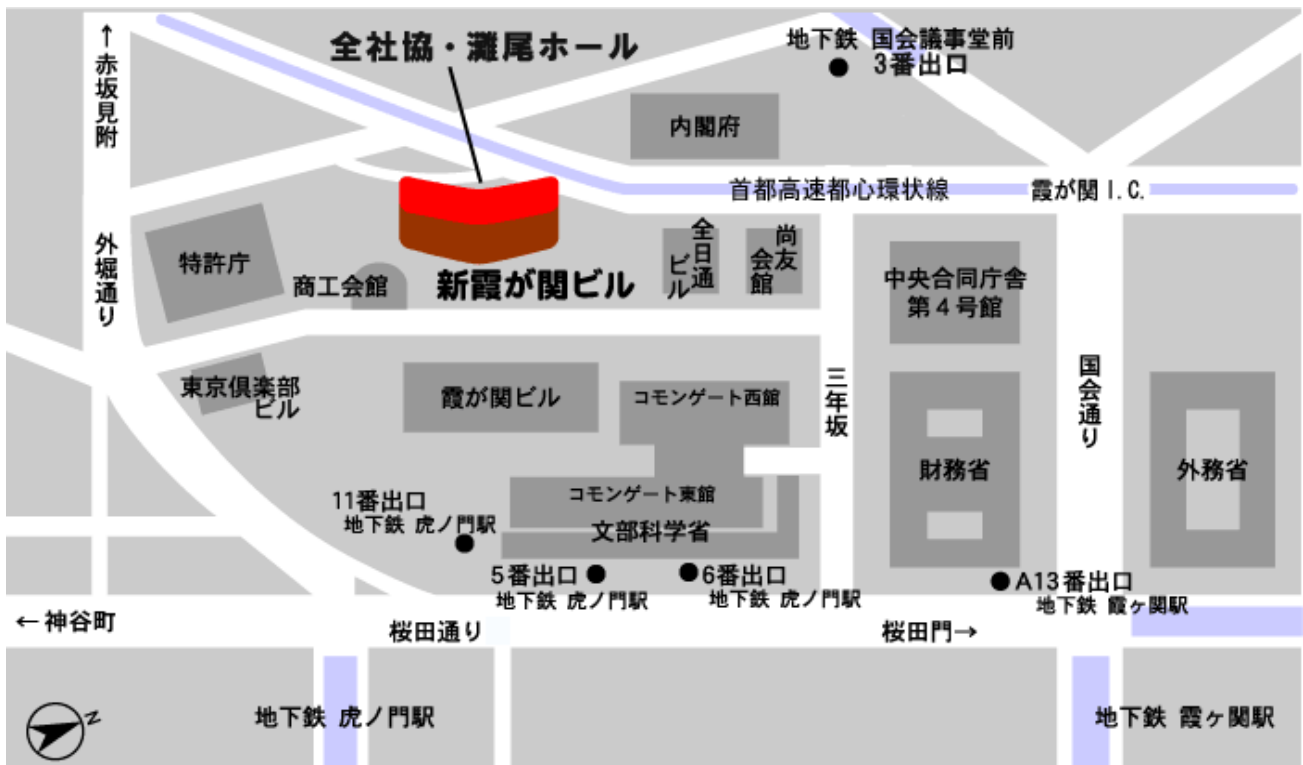 ↑赤坂見附
全社協・灘尾ホール
地下鉄 国会議事堂前
3番出口
内閣府
首都高速都心環状線
霞が関 I.C.
外堀通り
特許庁
商工会館
新霞が関ビル
全日通
ビル
尚友
会館
中央合同庁舎
第4号館
東京倶楽部
ビル
霞が関ビル
コモンゲート西館
三年坂
国会通り
財務省
外務省
11番出口
地下鉄 虎ノ門駅
コモンゲート東館
文部科学省
5番出口
地下鉄 虎ノ門駅
6番出口
地下鉄 虎ノ門駅
A13番出口
地下鉄 霞ヶ関駅
←神谷町
桜田通り
桜田門→
地下鉄 虎ノ門駅
地下鉄 霞ヶ関駅
N